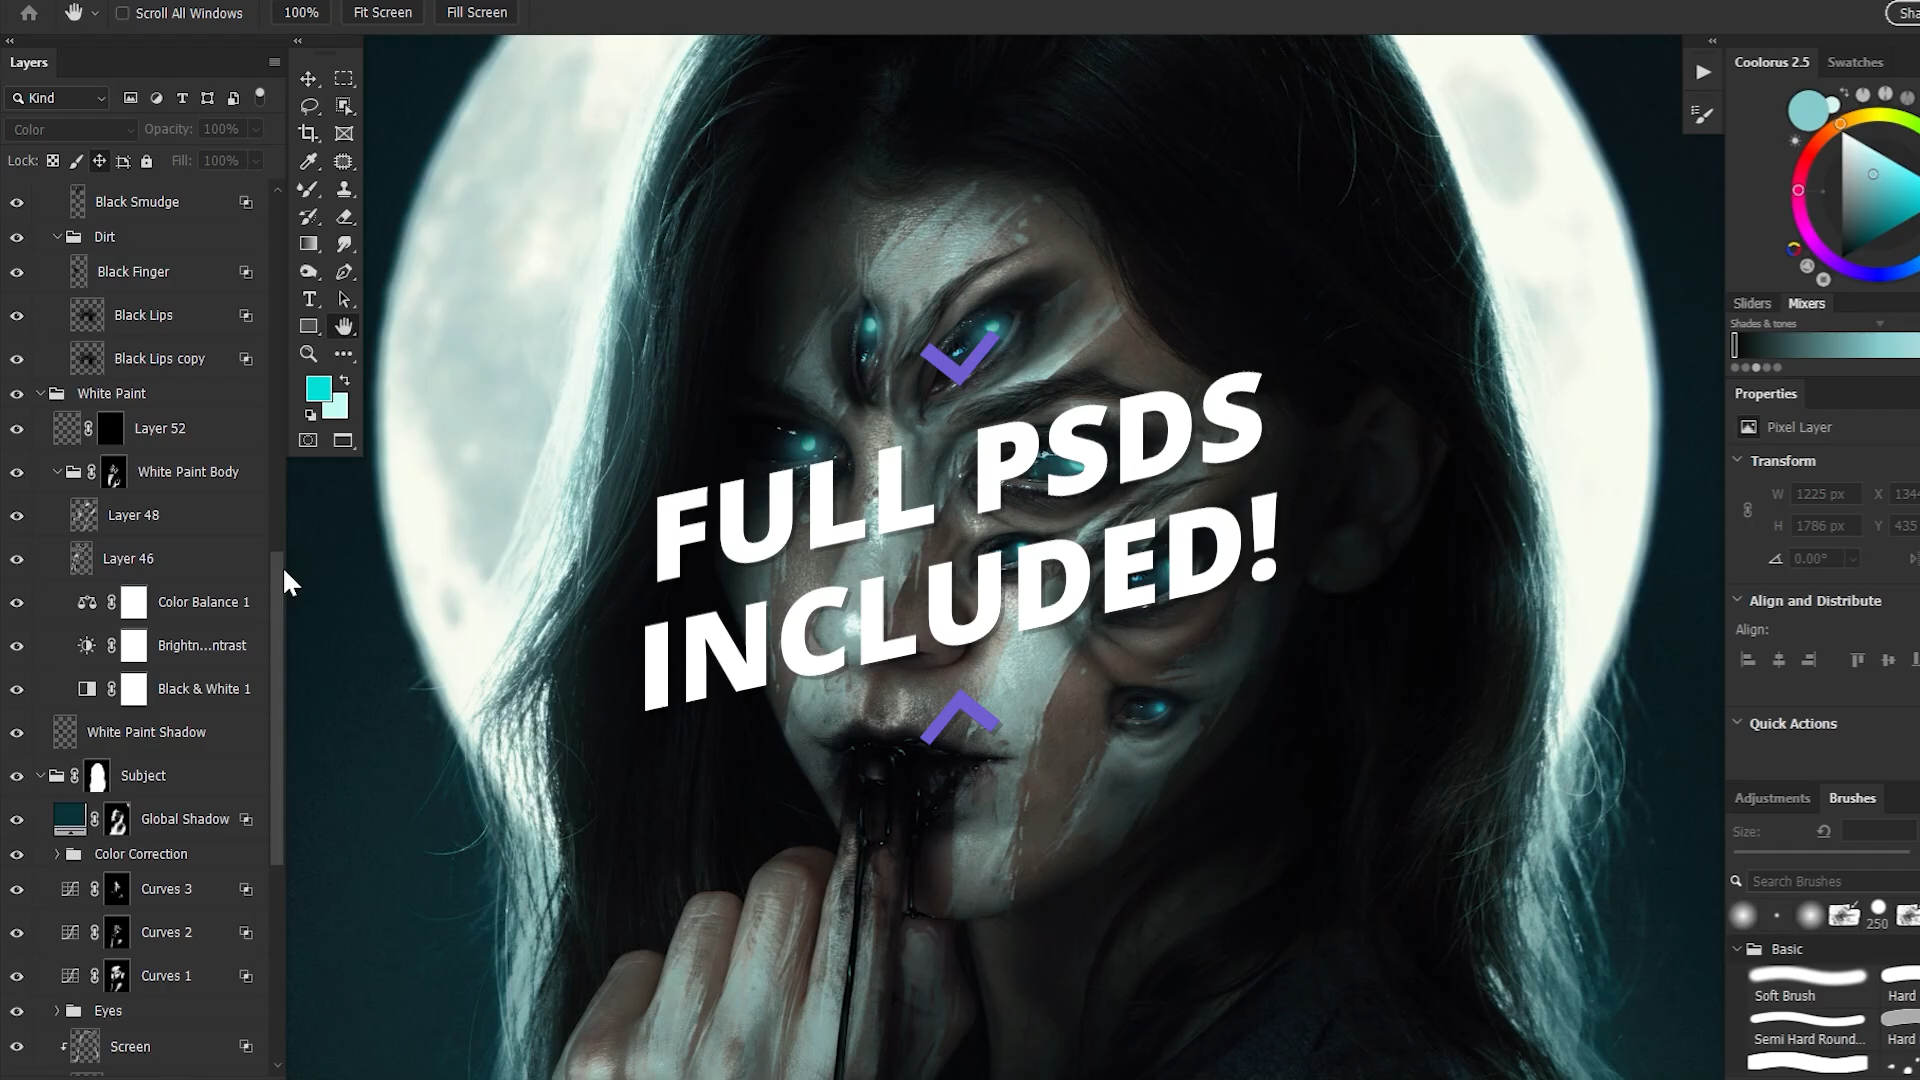 Scroll All Windows
100%
Fit Screen
Fill Screen
Layers
Kind
Color
Opacity: 100%
Lock:
Fill: 100%
Black Smudge
Dirt
Black Finger
Black Lips
Black Lips copy
White Paint
Layer 52
White Paint Body
Layer 48
Layer 46
Color Balance 1
Brightn...ntrast
Black & White 1
White Paint Shadow
Subject
Global Shadow
Color Correction
Curves 3
Curves 2
Curves 1
Eyes
Screen
FULL PSDS
INCLUDED!
Sha
Coolorus 2.5
Swatches
Sliders
Mixers
Shades & tones
Properties
Pixel Layer
Transform
W 1225 px X 134
H 1786 px Y 435
0.00°
Align and Distribute
Align:
Quick Actions
Adjustments
Brushes
Size:
Search Brushes
250
Basic
Soft Brush
Hard
Semi Hard Round...
Hard